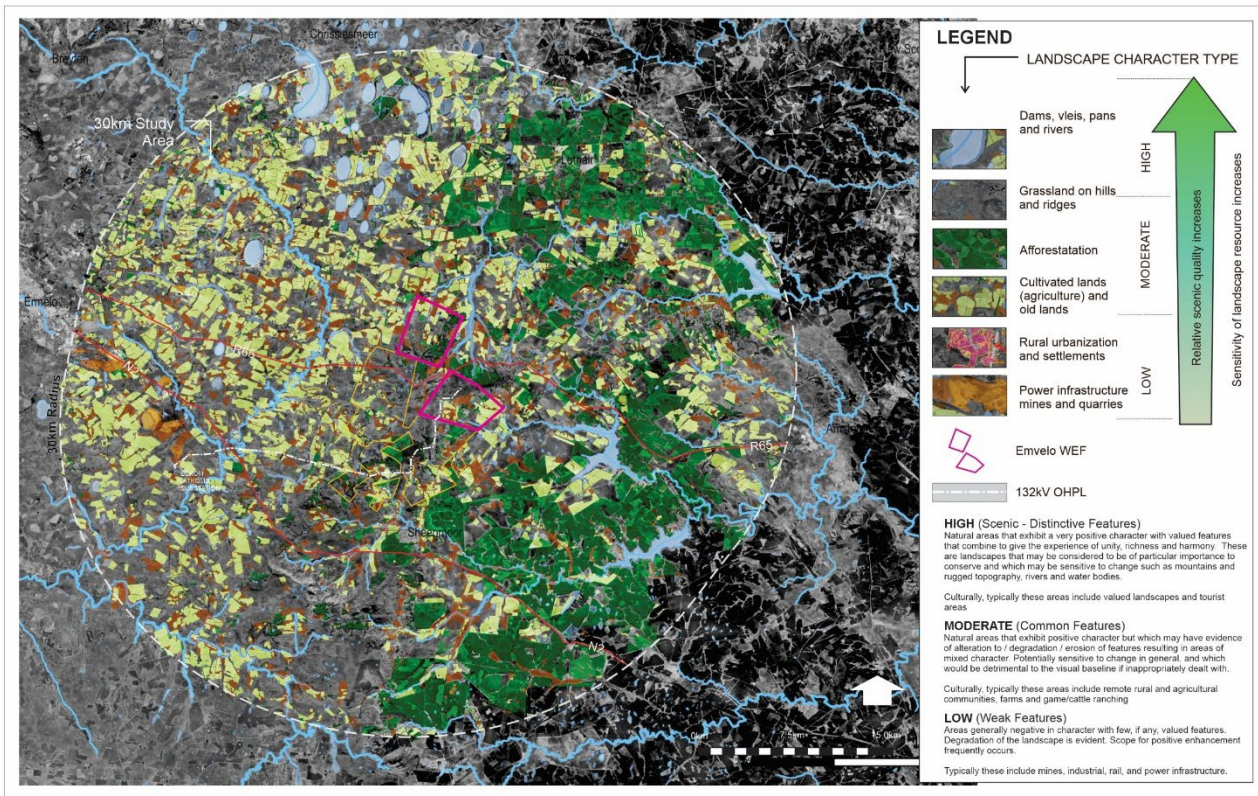 Chrissiesmeer
Breyten
30km Study
Area
Lothair
Ermelo
R65
N2
30km Radius
R65
SUBSTATION
Sheepmoor
N2
0km
7.5km
15.0km
LEGEND
LANDSCAPE CHARACTER TYPE
Dams, vleis, pans
and rivers
Grassland on hills
and ridges
Afforestatation
Cultivated lands
(agriculture) and
old lands
Rural urbanization
and settlements
Power infrastructure
mines and quarries
HIGH
MODERATE
LOW
Relative scenic quality increases
Sensitivity of landscape resource increases
Emvelo WEF
132kV OHPL
HIGH (Scenic - Distinctive Features)
Natural areas that exhibit a very positive character with valued features
that combine to give the experience of unity, richness and harmony. These
are landscapes that may be considered to be of particular importance to
conserve and which may be sensitive to change such as mountains and
rugged topography, rivers and water bodies.
Culturally, typically these areas include valued landscapes and tourist
areas
MODERATE (Common Features)
Natural areas that exhibit positive character but which may have evidence
of alteration to / degradation / erosion of features resulting in areas of
mixed character. Potentially sensitive to change in general, and which
would be detrimental to the visual baseline if inappropriately dealt with.
Culturally, typically these areas include remote rural and agricultural
communities, farms and game/cattle ranching
LOW (Weak Features)
Areas generally negative in character with few, if any, valued features.
Degradation of the landscape is evident. Scope for positive enhancement
frequently occurs.
Typically these include mines, industrial, rail, and power infrastructure.